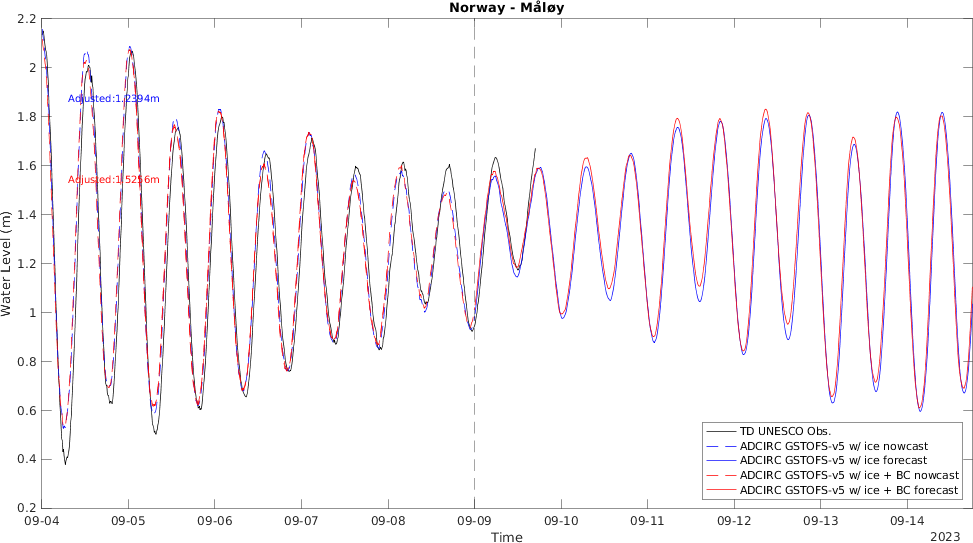 Norway - Måløy
2.2
2
1.8
1.6
1.4
1.2
1
0.8
0.6
0.4
0.2
Water Level (m)
Adjusted:1.2394m
Adjusted:1.5256m
TD UNESCO Obs.
ADCIRC GSTOFS-v5 w/ ice nowcast
ADCIRC GSTOFS-v5 w/ ice forecast
ADCIRC GSTOFS-v5 w/ ice + BC nowcast
ADCIRC GSTOFS-v5 w/ ice + BC forecast
09-04 09-05 09-06 09-07 09-08 09-09 09-10 09-11 09-12 09-13 09-14
Time
2023